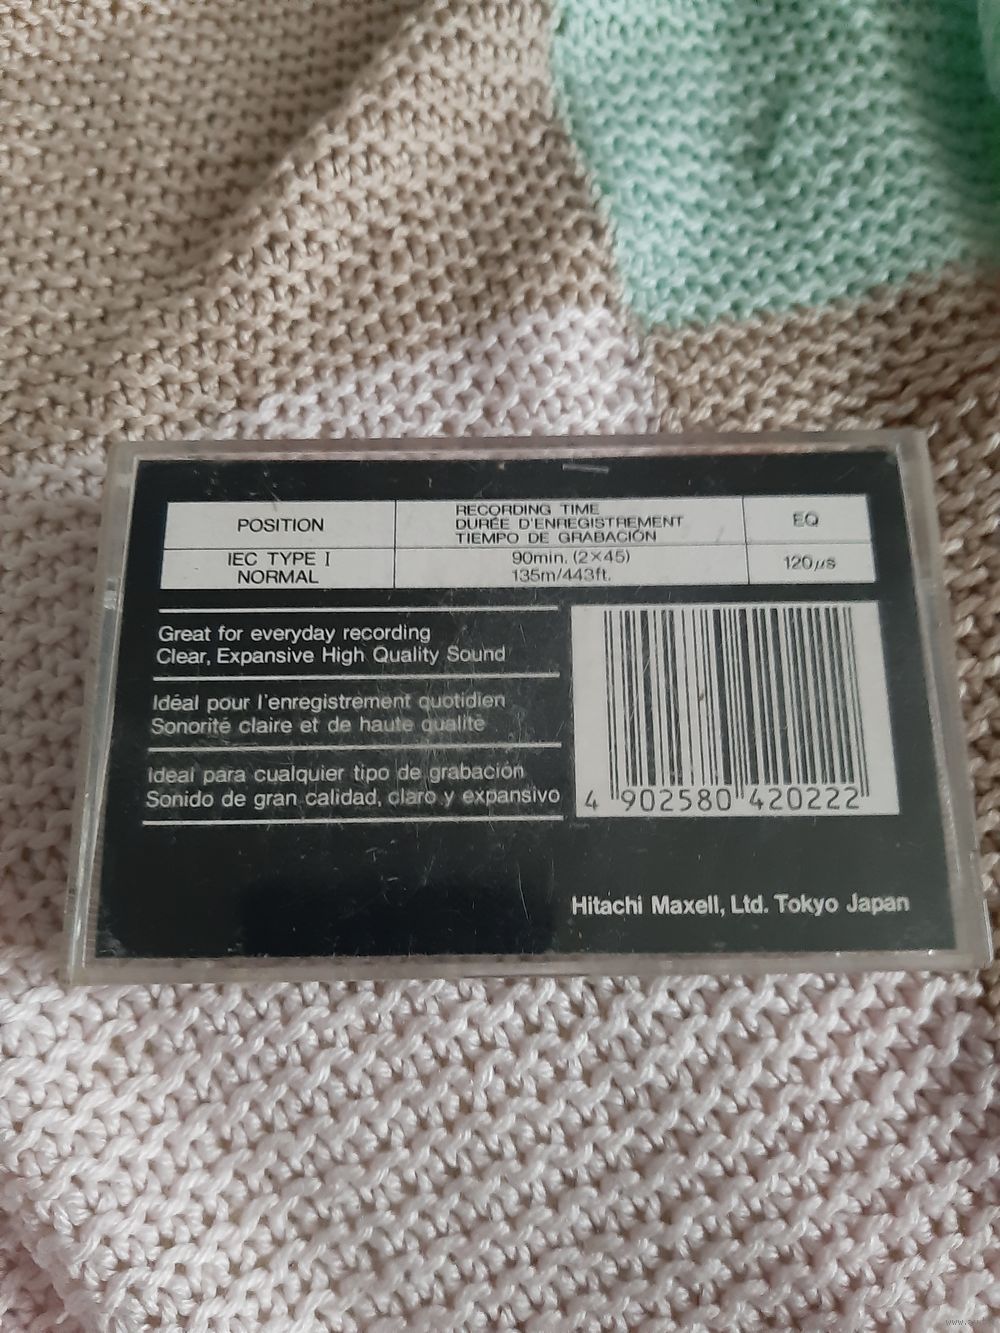 POSITION
RECORDING TIME
DURÉE D'ENREGISTREMENT
TIEMPO DE GRABACIÓN
EQ
IEC TYPE I
NORMAL
90min. (2×45)
135m/443ft.
120μs
Great for everyday recording
Clear, Expansive High Quality Sound
Idéal pour l'enregistrement quotidien
Sonorité claire et de haute qualité
Ideal para cualquier tipo de grabación
Sonido de gran calidad, claro y expansivo
4 902580 420222
Hitachi Maxell, Ltd. Tokyo Japan